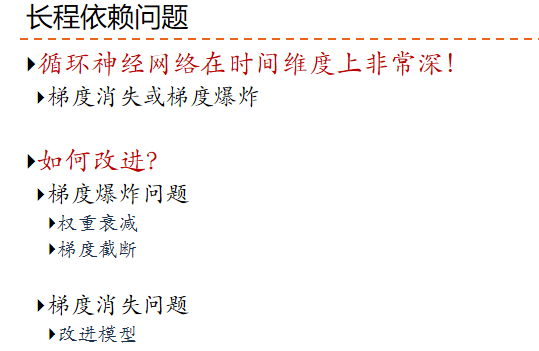 长程依赖问题
循环神经网络在时间维度上非常深!
梯度消失或梯度爆炸
如何改进?
梯度爆炸问题
权重衰减
梯度截断
梯度消失问题
改进模型